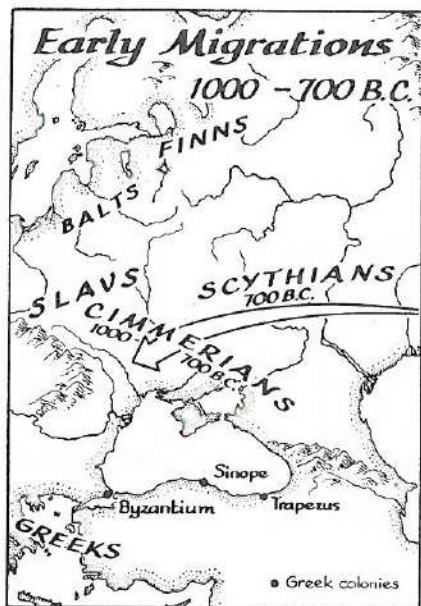 Early Migrations
1000 - 700 B.C.
FINNS
BALTS
SLAVS
SCYTHIANS
700 B.C.
CIMMERIANS
1000 -
700 B.C.
Sinope
Byzantium
Trapezus
GREEKS
Greek colonies